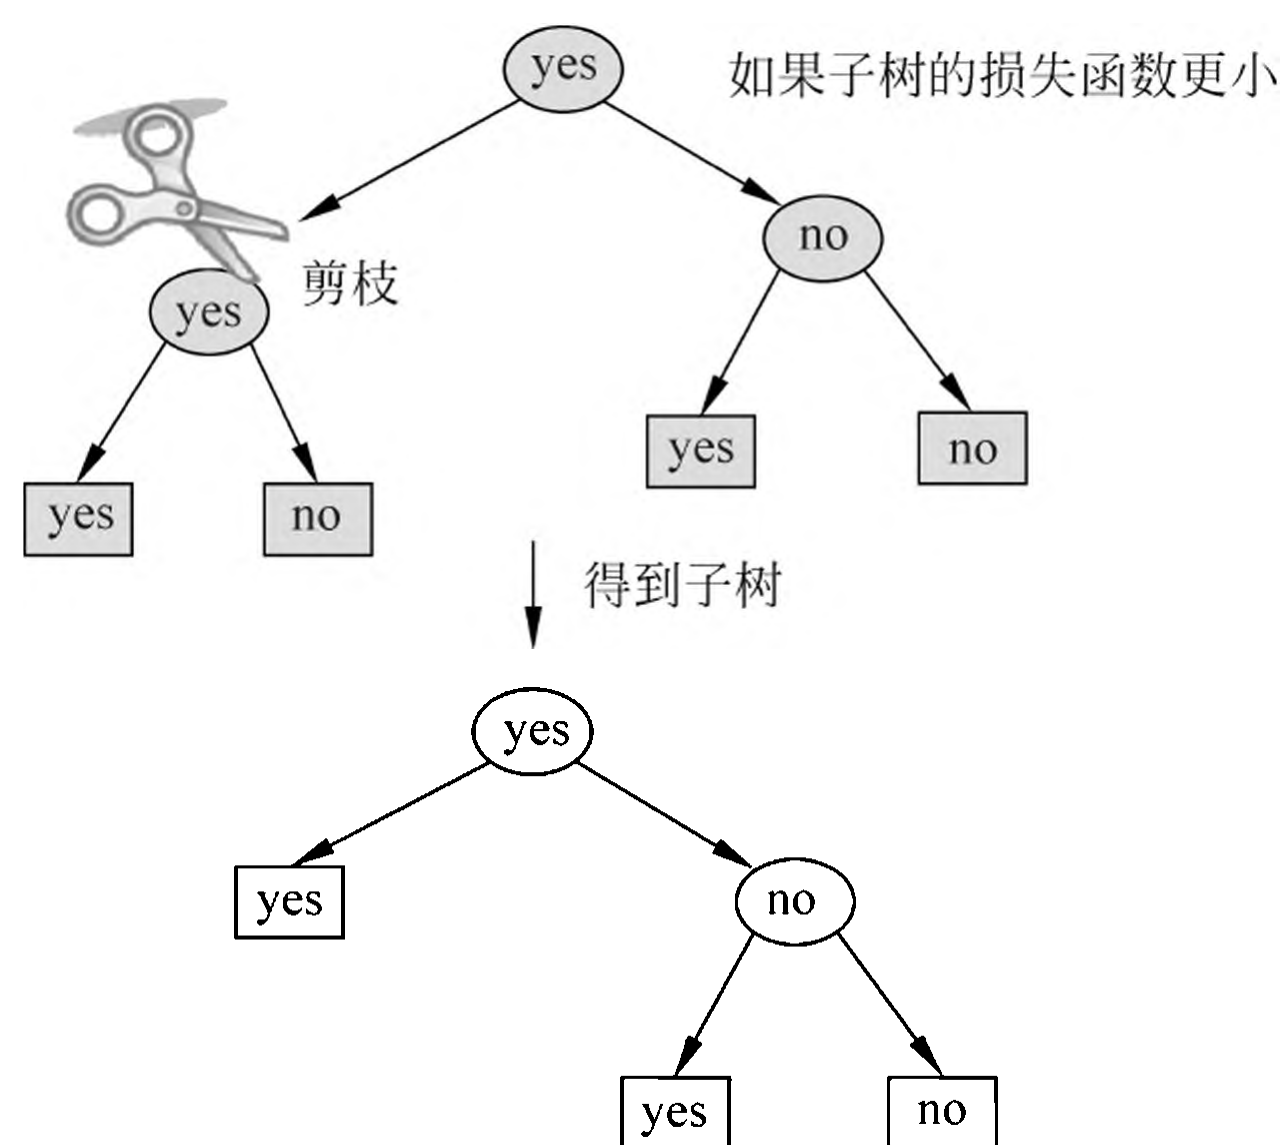 yes
如果子树的损失函数更小
no
剪枝
yes
yes
no
yes
no
得到子树
yes
yes
no
yes
no